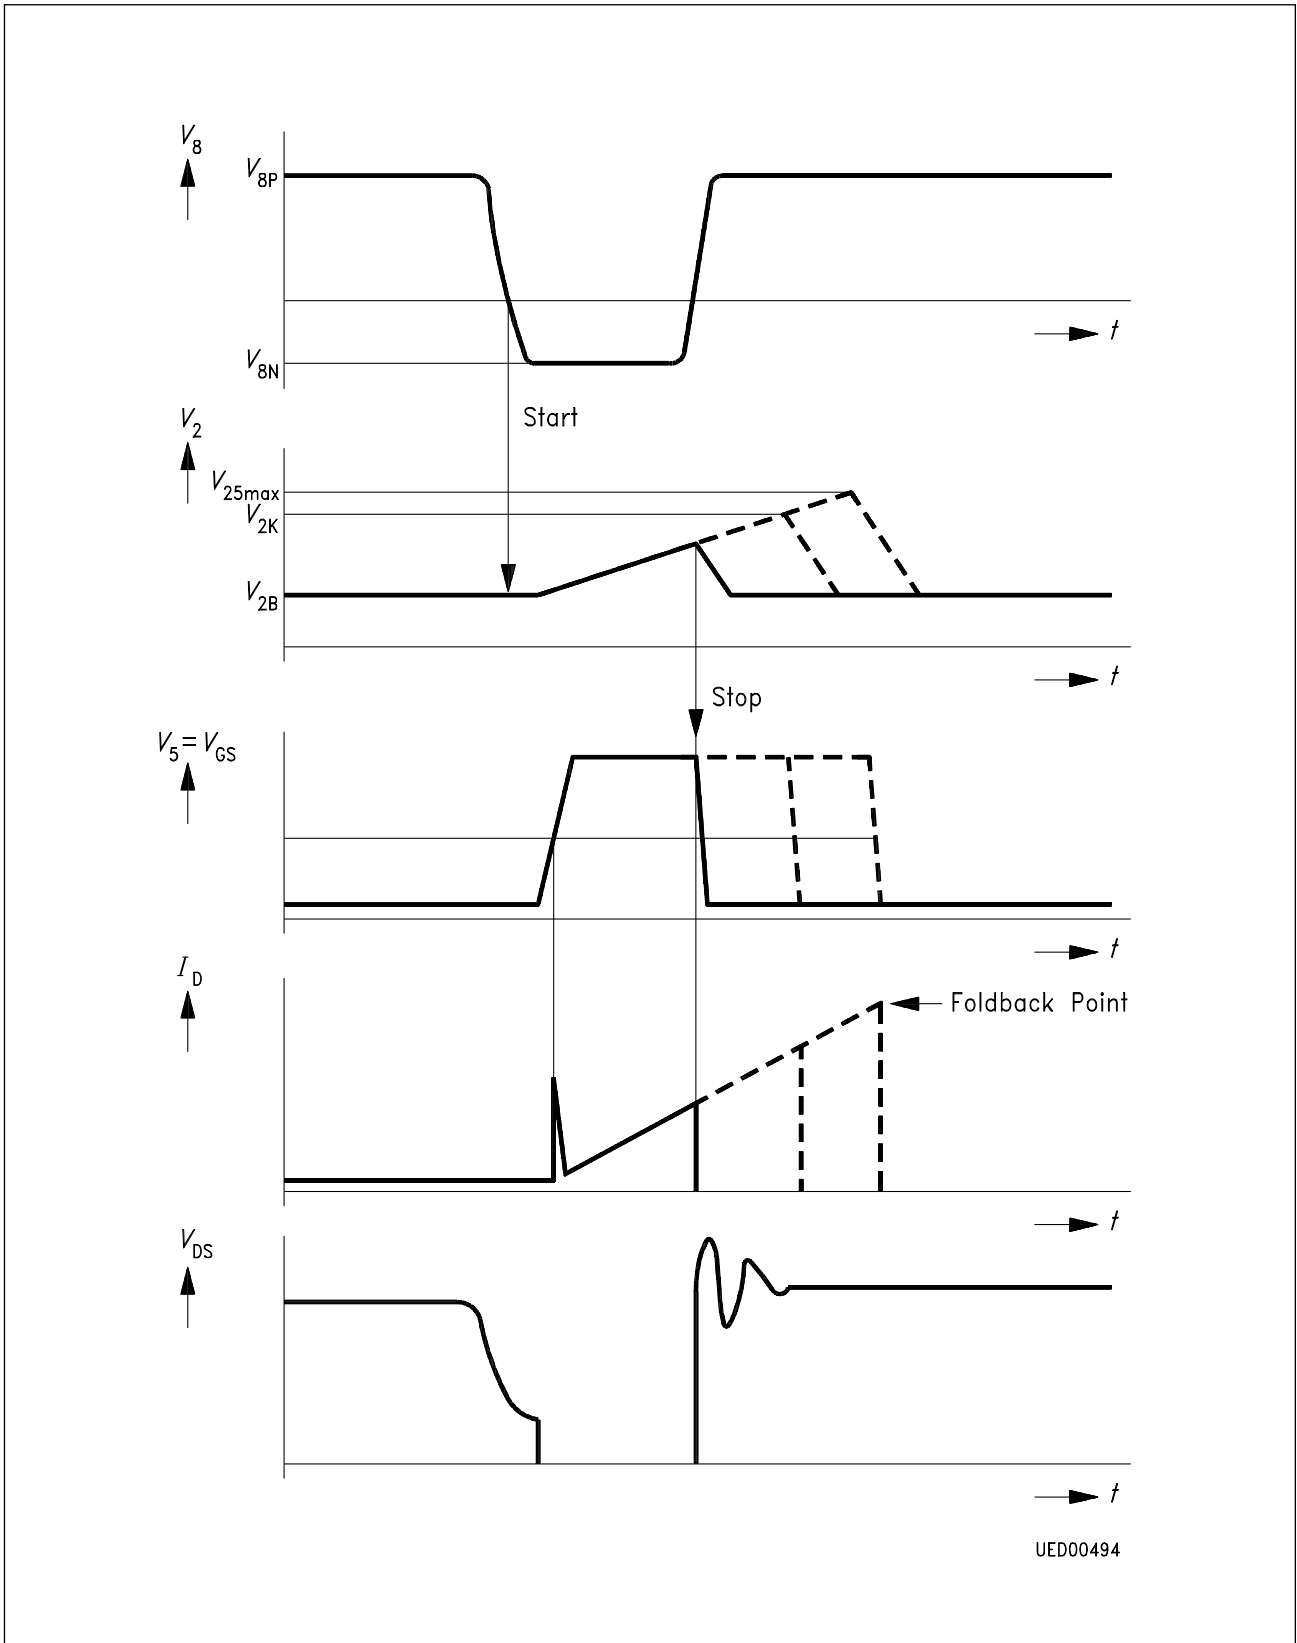 V8
V8P
t
V8N
Start
V2
V25max
V2K
V2B
t
Stop
V5=VGS
t
ID
Foldback Point
t
VDS
t
UED00494